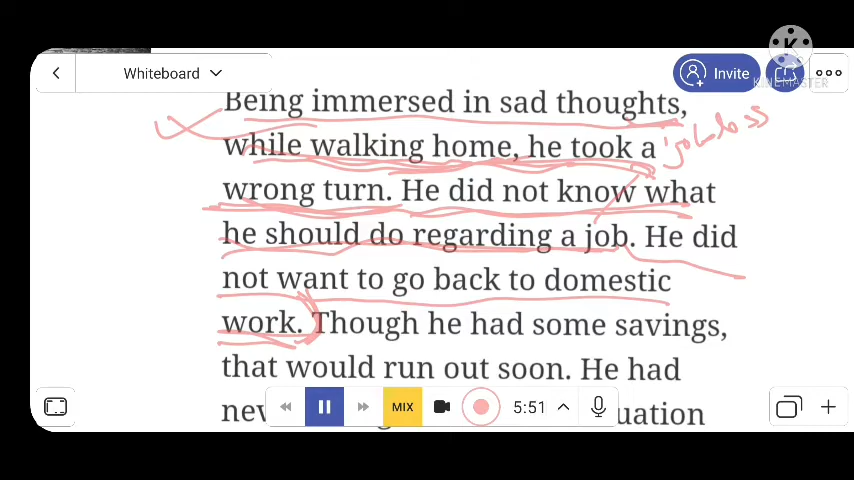 Whiteboard
Invite
KINEMASTER
Being immersed in sad thoughts,
while walking home, he took a
wrong turn. He did not know what
he should do regarding a job. He did
not want to go back to domestic
work. Though he had some savings,
that would run out soon. He had
MIX
5:51